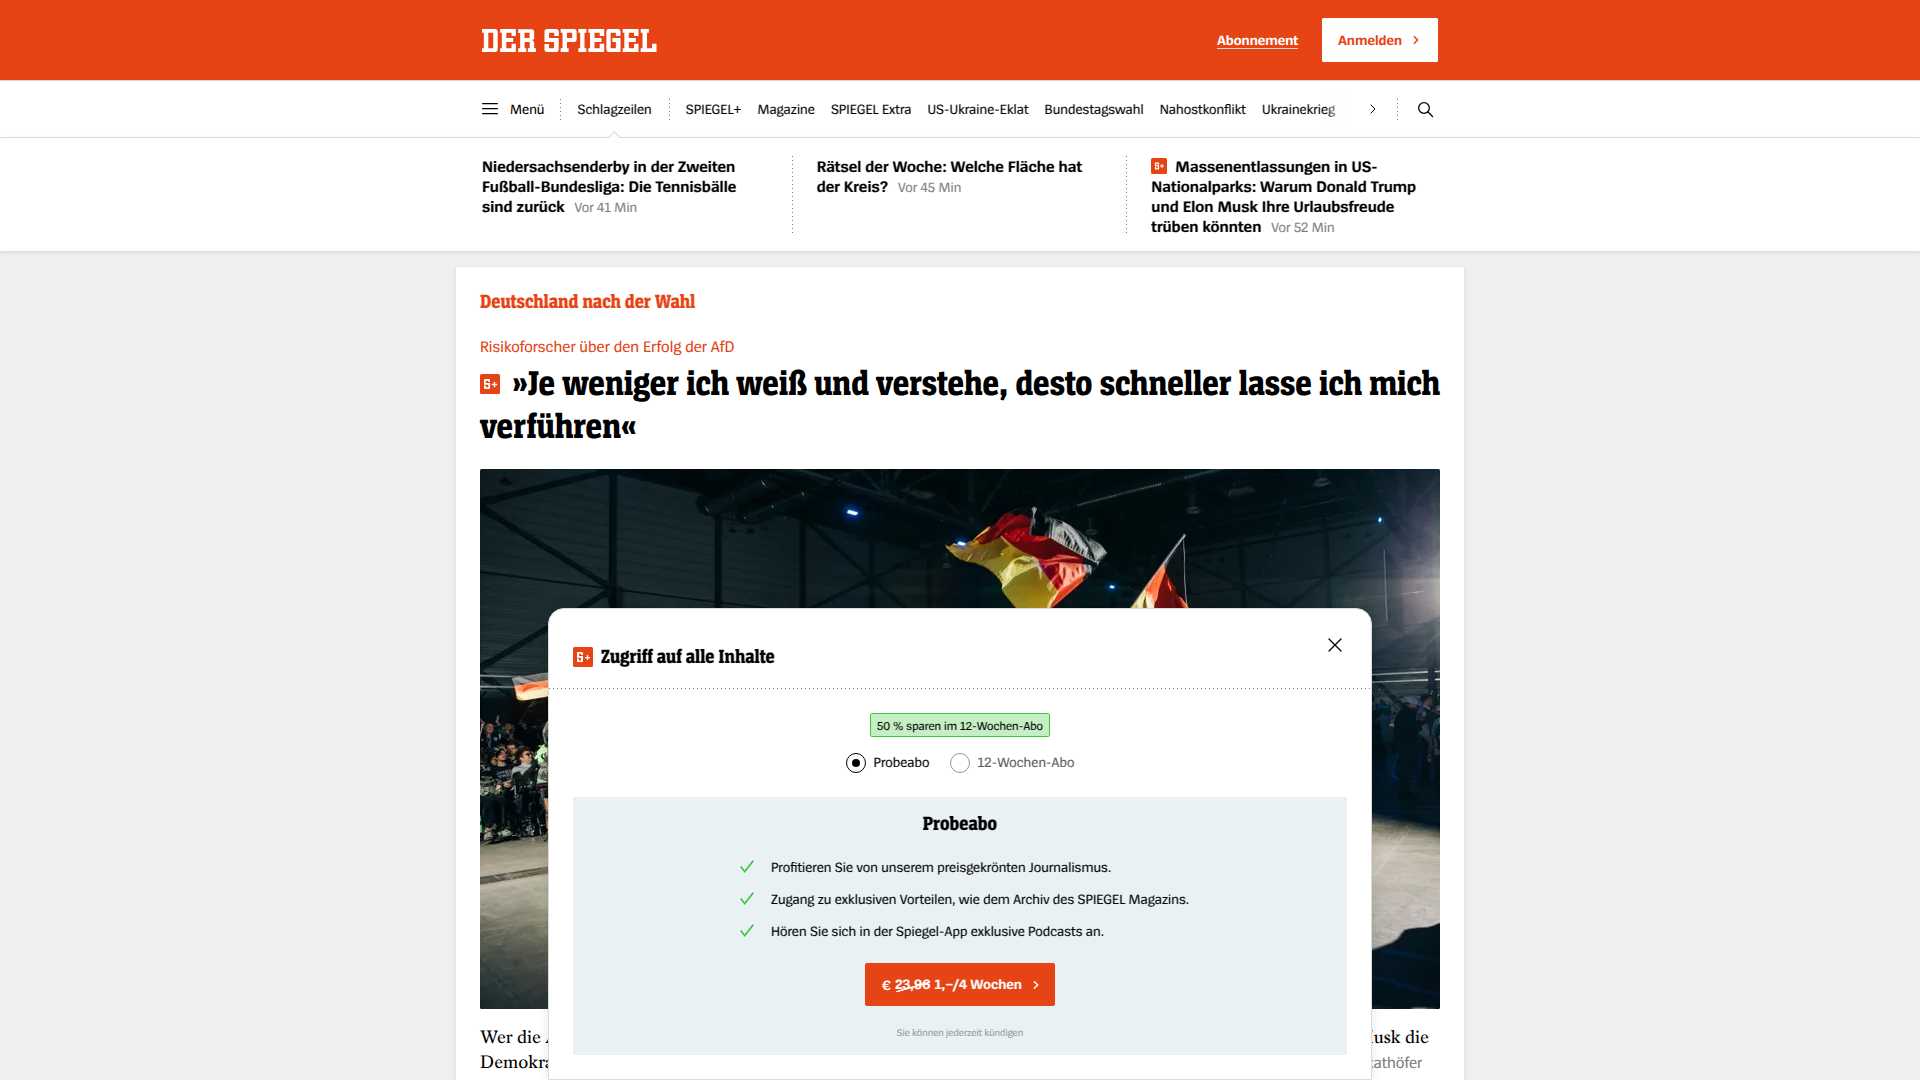 DER SPIEGEL
Abonnement
Anmelden
Menü
Schlagzeilen
SPIEGEL+
Magazine
SPIEGEL Extra
US-Ukraine-Eklat
Bundestagswahl
Nahostkonflikt
Ukrainekrieg
Niedersachsenderby in der Zweiten
Fußball-Bundesliga: Die Tennisbälle
sind zurück Vor 41 Min
Rätsel der Woche: Welche Fläche hat
der Kreis? Vor 45 Min
S+ Massenentlassungen in US-
Nationalparks: Warum Donald Trump
und Elon Musk Ihre Urlaubsfreude
trüben könnten Vor 52 Min
Deutschland nach der Wahl
Risikoforscher über den Erfolg der AfD
S+ »Je weniger ich weiß und verstehe, desto schneller lasse ich mich
verführen«
S+ Zugriff auf alle Inhalte
50 % sparen im 12-Wochen-Abo
Probeabo
12-Wochen-Abo
Probeabo
Profitieren Sie von unserem preisgekrönten Journalismus.
Zugang zu exklusiven Vorteilen, wie dem Archiv des SPIEGEL Magazins.
Hören Sie sich in der Spiegel-App exklusive Podcasts an.
€ 23,96 1,–/4 Wochen
Sie können jederzeit kündigen
Wer die
die